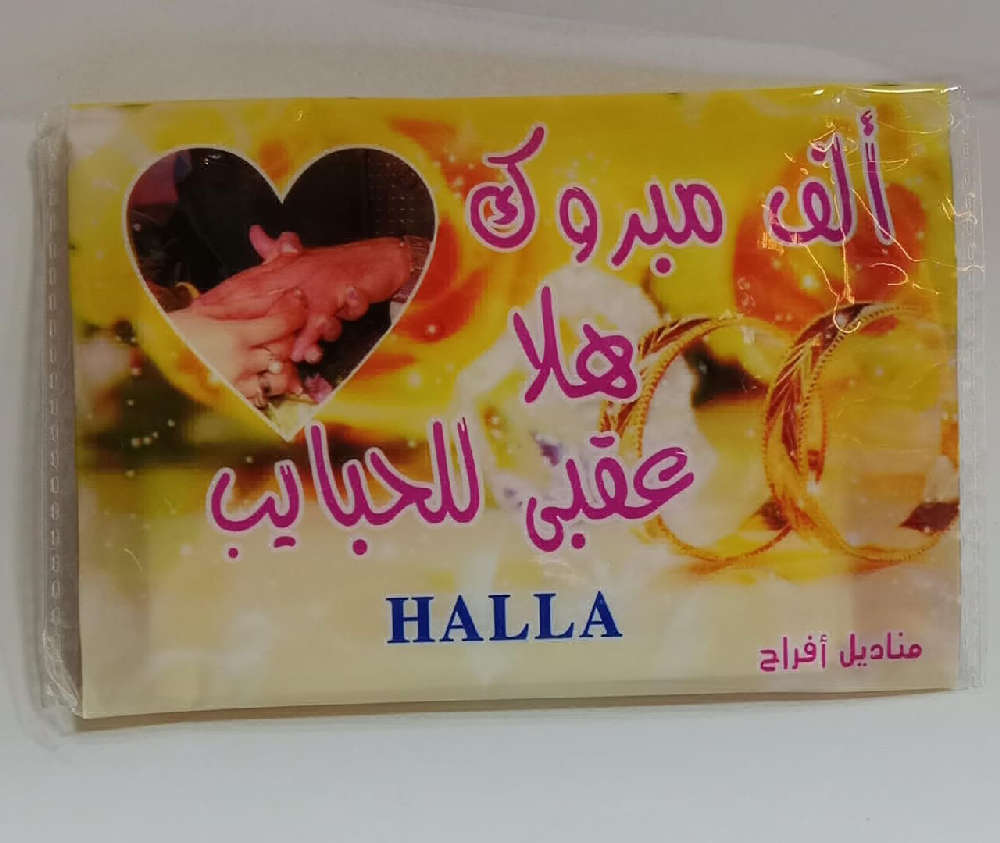 ألف مبروك
هلا
عقبى للحبايب
HALLA
مناديل أفراح